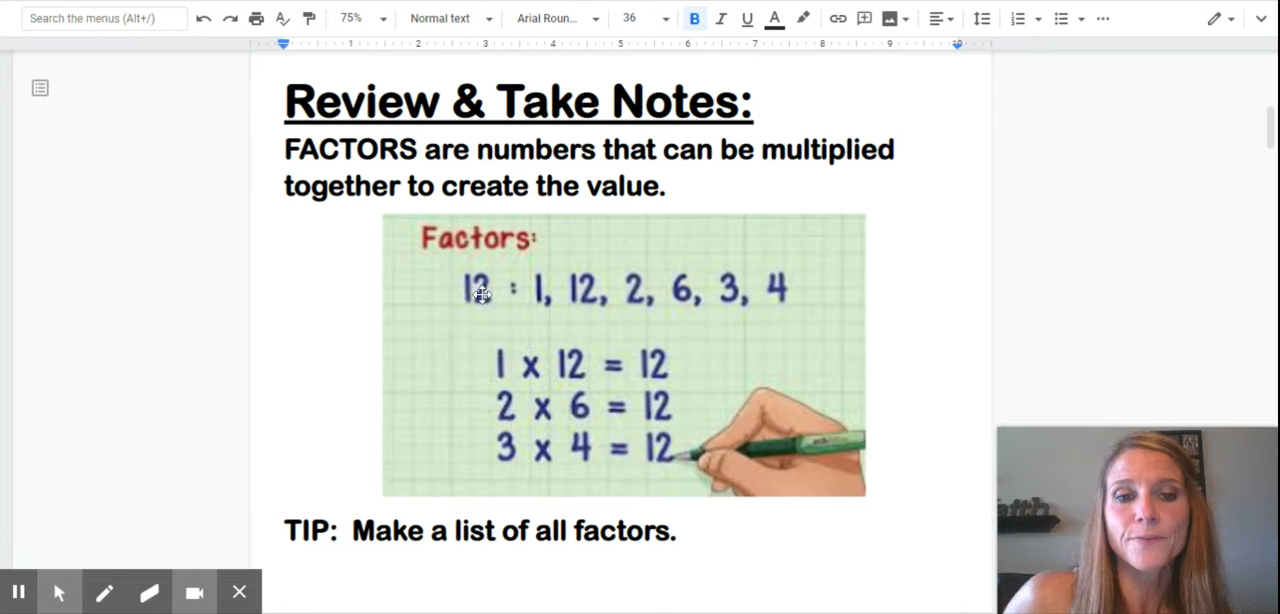 Search the menus (Alt+/)
75%
Normal text
Arial Roun...
36
B I U A
1 2 3 4 5 6 7 8 9 10
Review & Take Notes:
FACTORS are numbers that can be multiplied
together to create the value.
Factors:
12 : 1, 12, 2, 6, 3, 4
1 x 12 = 12
2 x 6 = 12
3 x 4 = 12
TIP: Make a list of all factors.